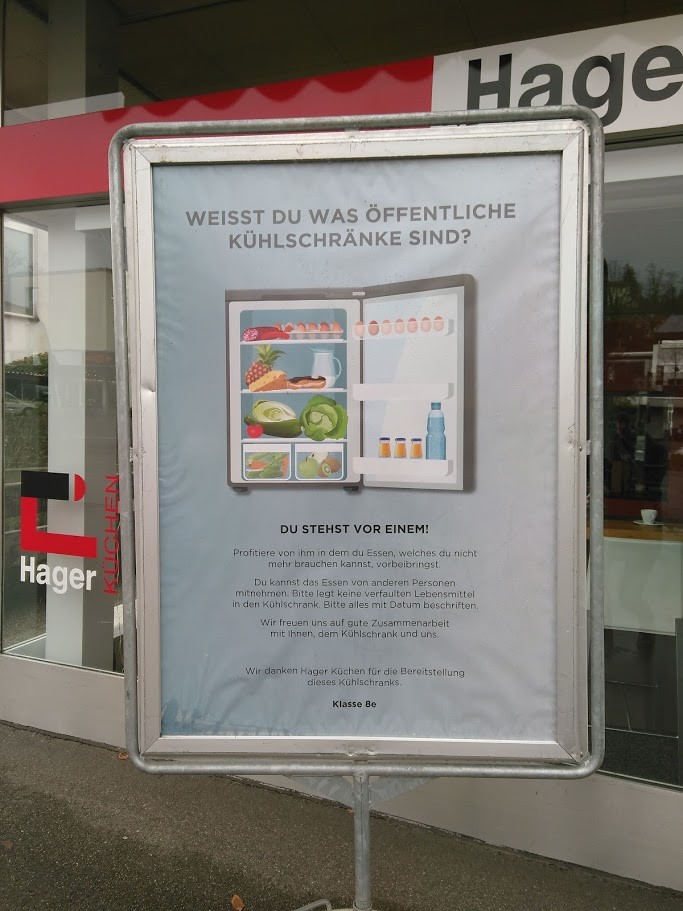 Hager
WEISST DU WAS ÖFFENTLICHE
KÜHLSCHRÄNKE SIND?
DU STEHST VOR EINEM!
Profitiere von ihm in dem du Essen, welches du nicht
mehr brauchen kannst, vorbeibringst.
Du kannst das Essen von anderen Personen
mitnehmen. Bitte legt keine verfaulten Lebensmittel
in den Kühlschrank. Bitte alles mit Datum beschriften.
Wir freuen uns auf gute Zusammenarbeit
mit Ihnen, dem Kühlschrank und uns.
Wir danken Hager Küchen für die Bereitstellung
dieses Kühlschranks.
Klasse 8e
Hager
KÜCHEN